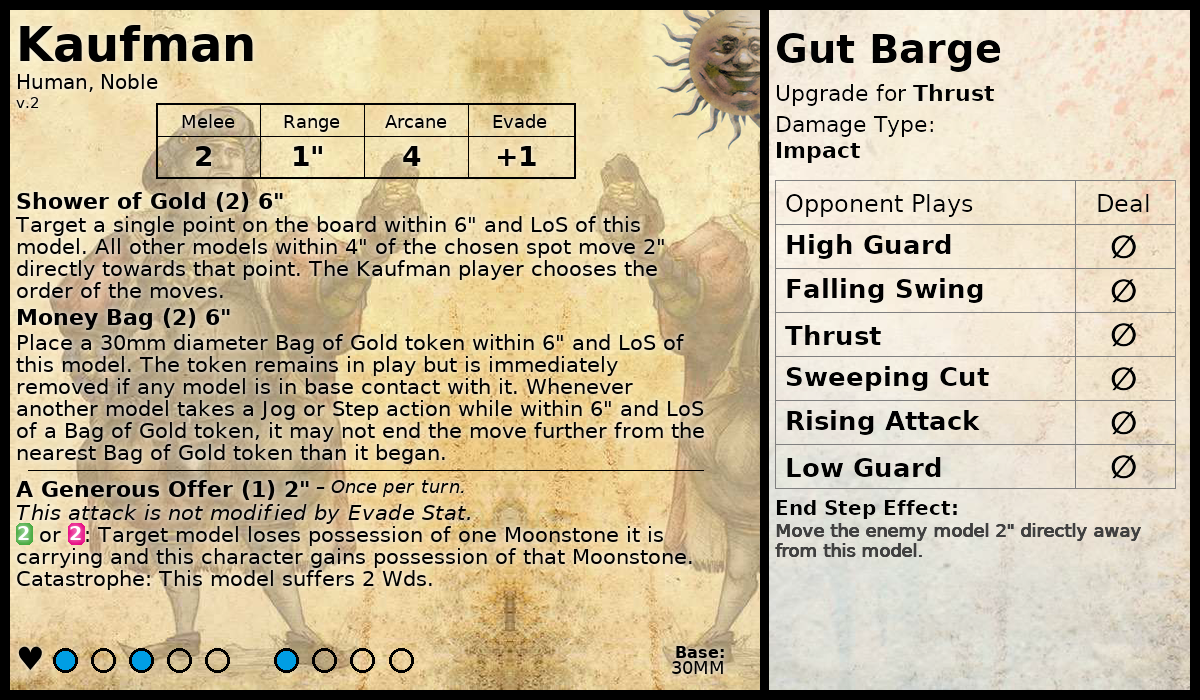 Kaufman
Human, Noble
v.2
Melee Range Arcane Evade
2 1" 4 +1
Shower of Gold (2) 6"
Target a single point on the board within 6" and LoS of this
model. All other models within 4" of the chosen spot move 2"
directly towards that point. The Kaufman player chooses the
order of the moves.
Money Bag (2) 6"
Place a 30mm diameter Bag of Gold token within 6" and LoS of
this model. The token remains in play but is immediately
removed if any model is in base contact with it. Whenever
another model takes a Jog or Step action while within 6" and LoS
of a Bag of Gold token, it may not end the move further from the
nearest Bag of Gold token than it began.
A Generous Offer (1) 2" – Once per turn.
This attack is not modified by Evade Stat.
2 or 2: Target model loses possession of one Moonstone it is
carrying and this character gains possession of that Moonstone.
Catastrophe: This model suffers 2 Wds.
Base:
30MM
Gut Barge
Upgrade for Thrust
Damage Type:
Impact
Opponent Plays Deal
High Guard ∅
Falling Swing ∅
Thrust ∅
Sweeping Cut ∅
Rising Attack ∅
Low Guard ∅
End Step Effect:
Move the enemy model 2" directly away
from this model.